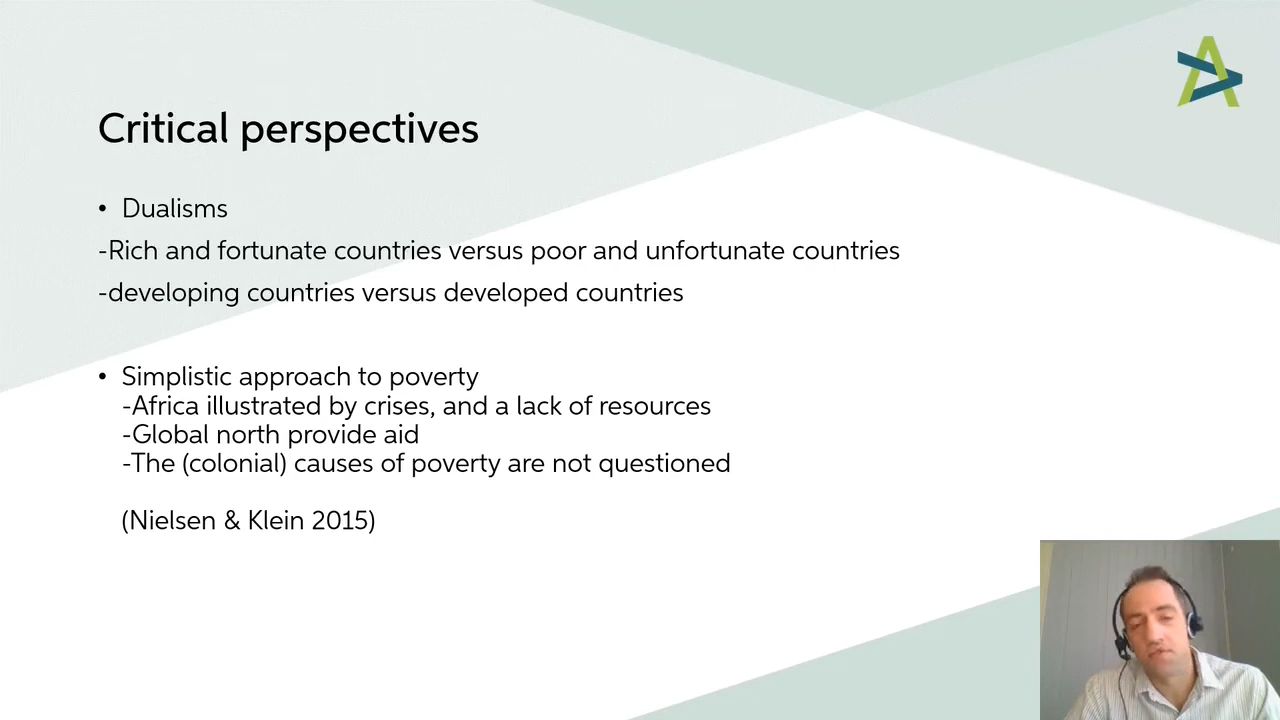 Critical perspectives
• Dualisms
-Rich and fortunate countries versus poor and unfortunate countries
-developing countries versus developed countries
• Simplistic approach to poverty
-Africa illustrated by crises, and a lack of resources
-Global north provide aid
-The (colonial) causes of poverty are not questioned
(Nielsen & Klein 2015)